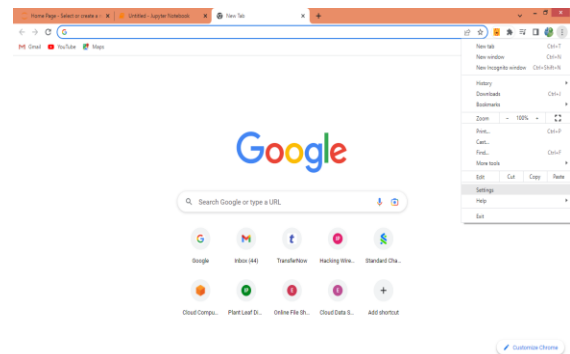 Home Page - Select or create a
Untitled - Jupyter Notebook
New Tab
G
Gmail
YouTube
Maps
New tab Ctrl+T
New window Ctrl+N
New Incognito window Ctrl+Shift+N
History
Downloads Ctrl+J
Bookmarks
Zoom - 100% +
Print... Ctrl+P
Cast...
Find... Ctrl+F
More tools
Edit Cut Copy Paste
Settings
Help
Exit
Google
Search Google or type a URL
Google
Inbox (44)
TransferNow
Hacking Wire...
Standard Cha...
Cloud Compu...
Plant Leaf Di...
Online File Sh...
Cloud Data S...
Add shortcut
Customize Chrome